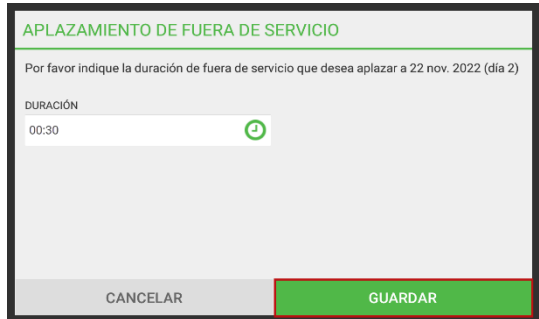 APLAZAMIENTO DE FUERA DE SERVICIO
Por favor indique la duración de fuera de servicio que desea aplazar a 22 nov. 2022 (día 2)
DURACIÓN
00:30
CANCELAR
GUARDAR